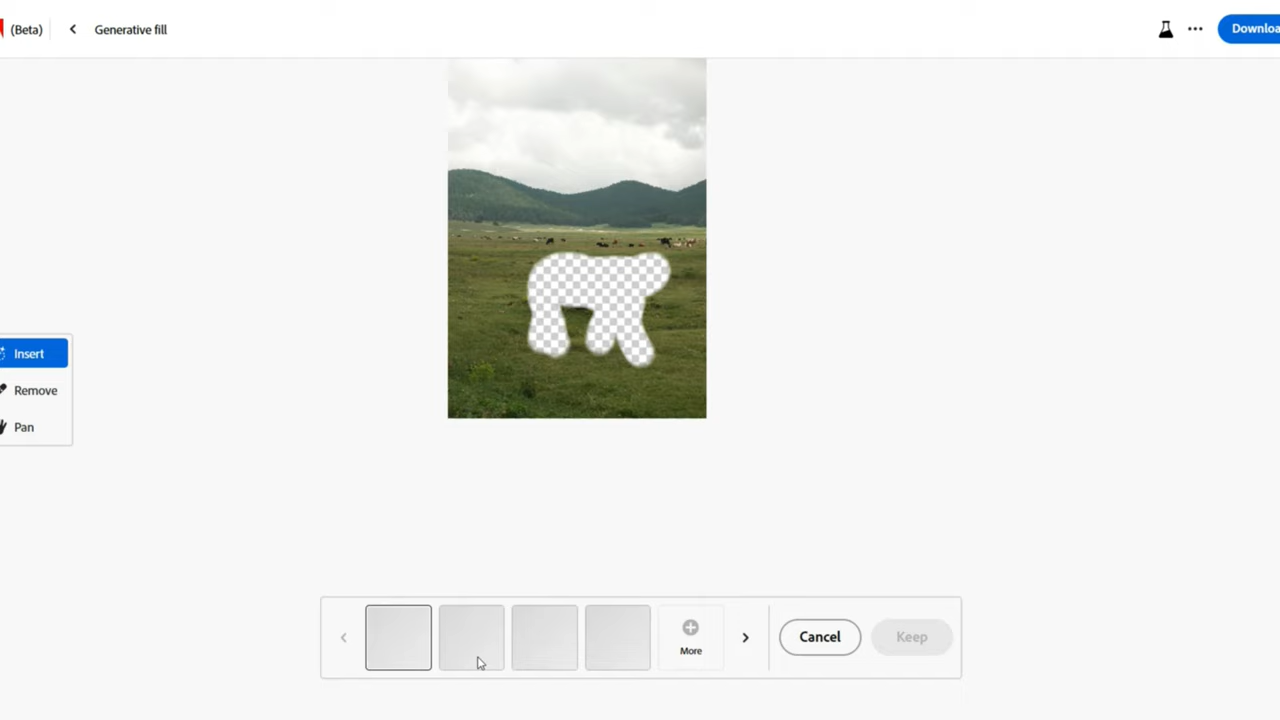 (Beta)
Generative fill
Downloa
Insert
Remove
Pan
More
Cancel
Keep